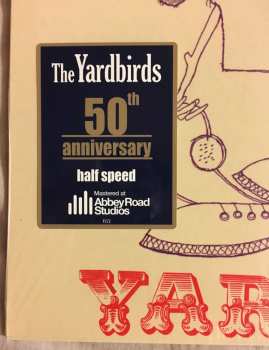 The Yardbirds
50th
anniversary
half speed
Mastered at
Abbey Road
Studios
YAR